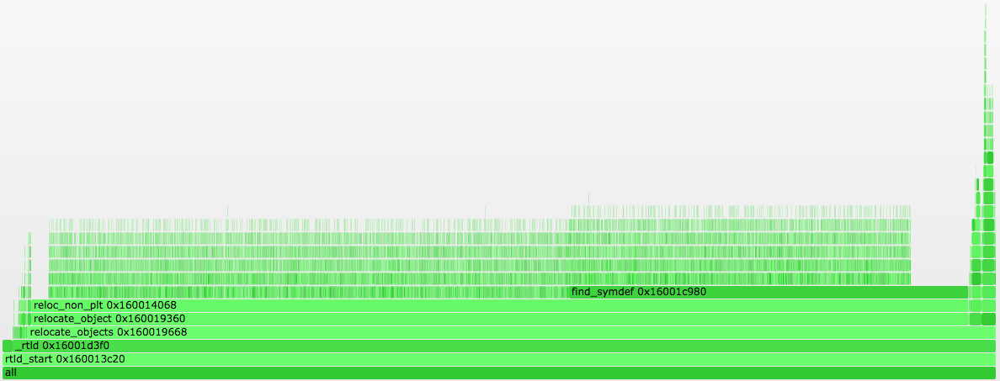 find_symdef 0x16001c980
reloc_non_plt 0x160014068
relocate_object 0x160019360
relocate_objects 0x160019668
_rtld 0x16001d3f0
rtld_start 0x160013c20
all